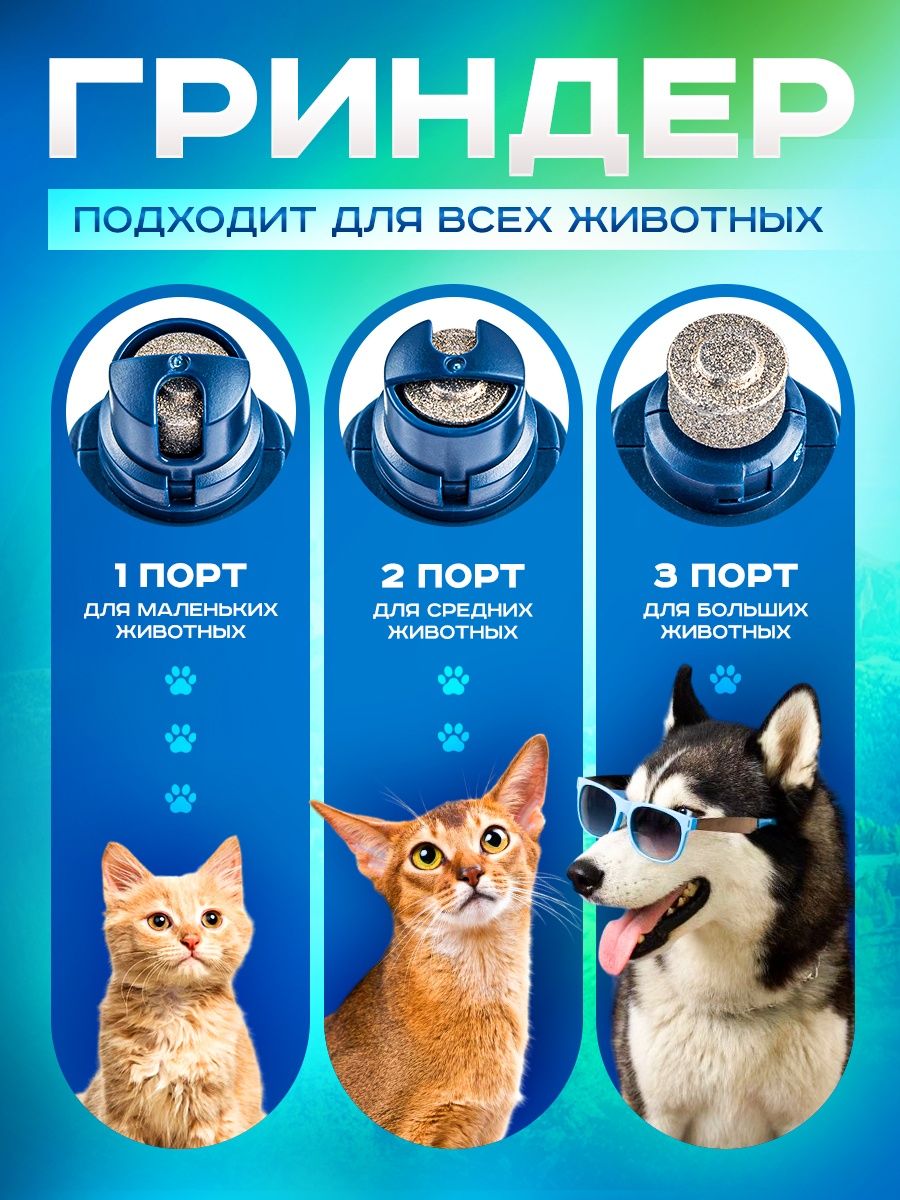 ГРИНДЕР
ПОДХОДИТ ДЛЯ ВСЕХ ЖИВОТНЫХ
1 ПОРТ
ДЛЯ МАЛЕНЬКИХ
ЖИВОТНЫХ
2 ПОРТ
ДЛЯ СРЕДНИХ
ЖИВОТНЫХ
3 ПОРТ
ДЛЯ БОЛЬШИХ
ЖИВОТНЫХ